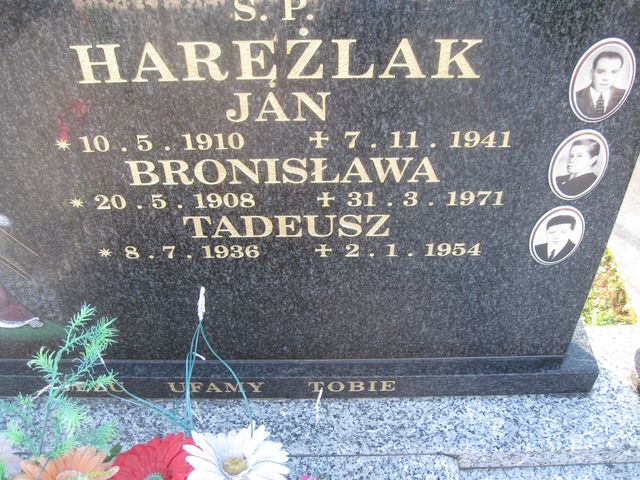 Ś. P.
HARĘŹLAK
JAN
* 10 . 5 . 1910 + 7 . 11 . 1941
BRONISŁAWA
* 20 . 5 . 1908 + 31 . 3 . 1971
TADEUSZ
* 8 . 7 . 1936 + 2 . 1 . 1954
UFAMY TOBIE